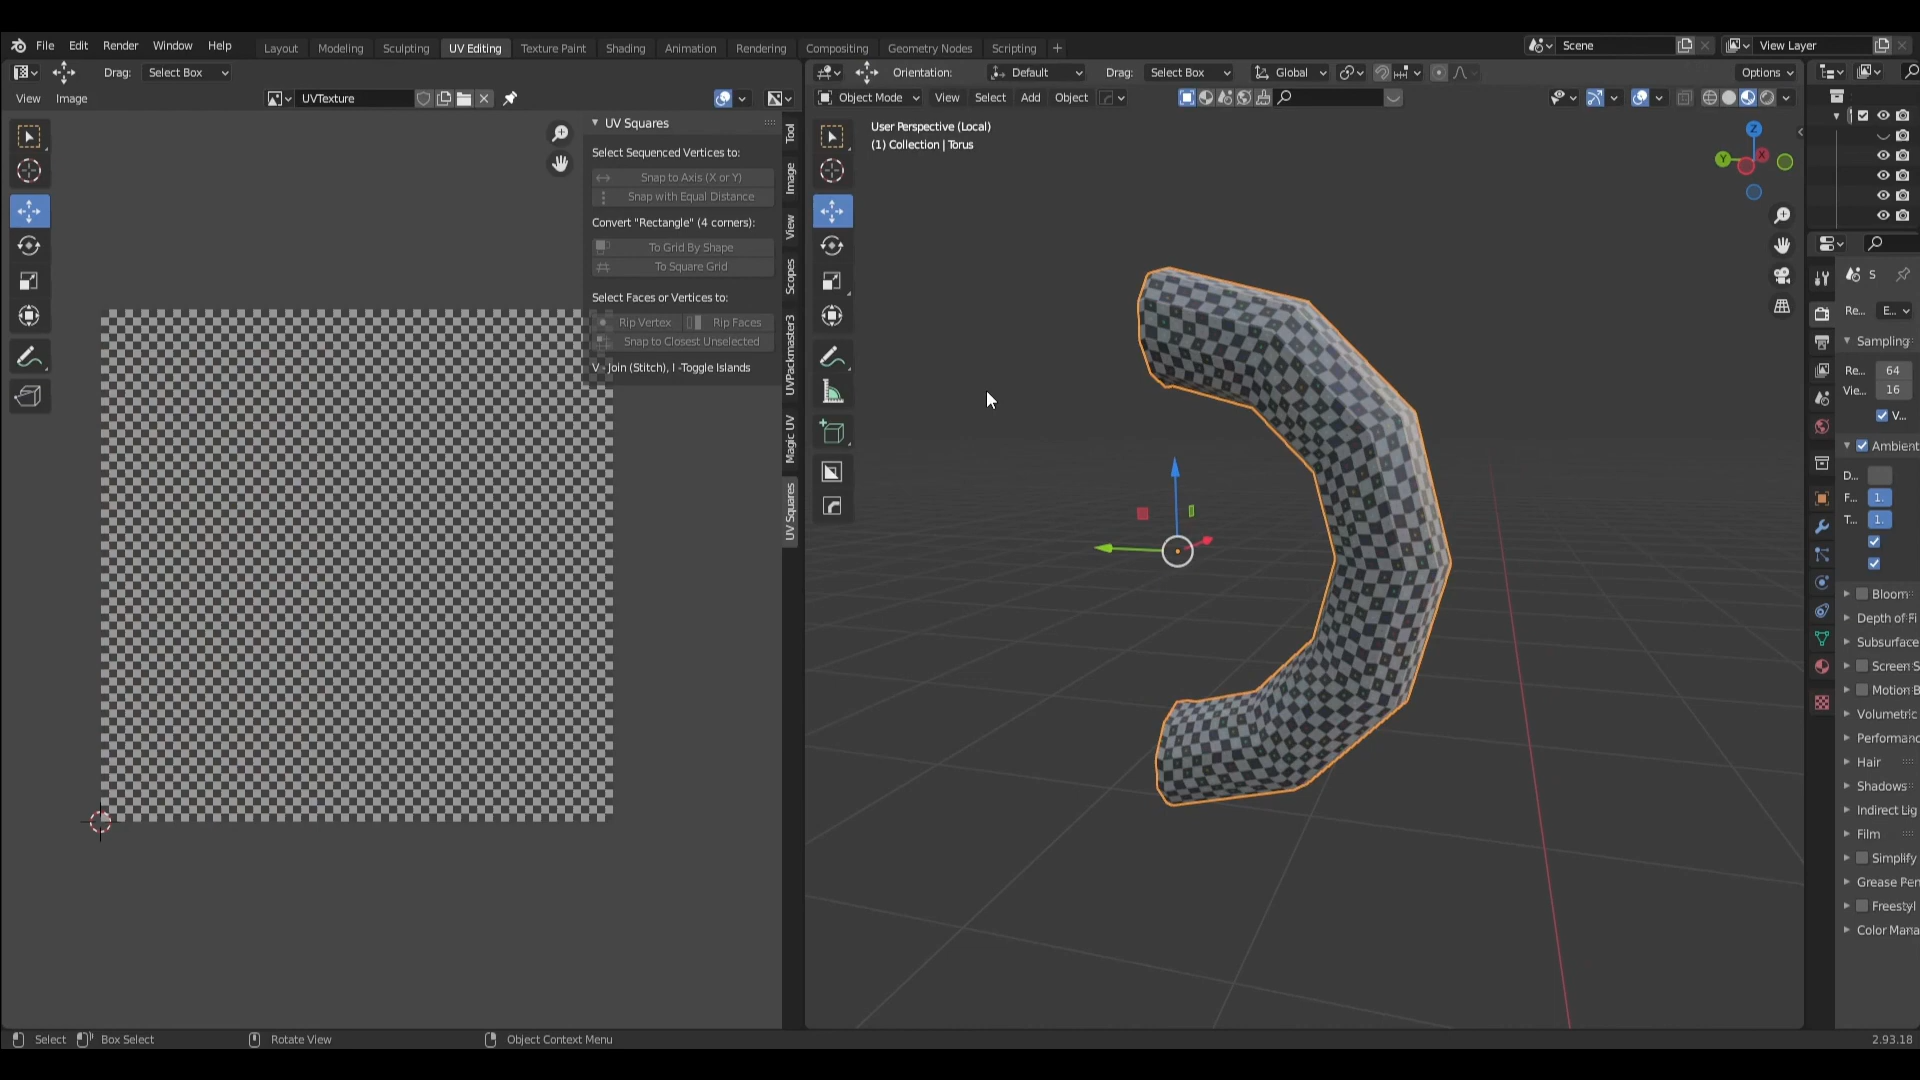 File Edit Render Window Help
Layout Modeling Sculpting UV Editing Texture Paint Shading Animation Rendering Compositing Geometry Nodes Scripting +
Scene
View Layer
Drag: Select Box
Orientation: Default Drag: Select Box Global Options
View Image
UVTexture
Object Mode View Select Add Object
UV Squares
Select Sequenced Vertices to:
Snap to Axis (X or Y)
Snap with Equal Distance
Convert "Rectangle" (4 corners):
To Grid By Shape
To Square Grid
Select Faces or Vertices to:
Rip Vertex Rip Faces
Snap to Closest Unselected
V - Join (Stitch), I -Toggle Islands
Tool
Image
View
Scopes
UVPackmaster3
Magic UV
UV Squares
User Perspective (Local)
(1) Collection | Torus
Z
Y
X
S
Re... E...
Sampling
Re... 64
Vie... 16
V...
Ambient
D...
F... 1.
T... 1.
Bloom
Depth of Fi
Subsurface
Screen S
Motion B
Volumetric
Performanc
Hair
Shadows
Indirect Lig
Film
Simplify
Grease Pen
Freestyl
Color Mana
Select Box Select Rotate View Object Context Menu
2.93.18